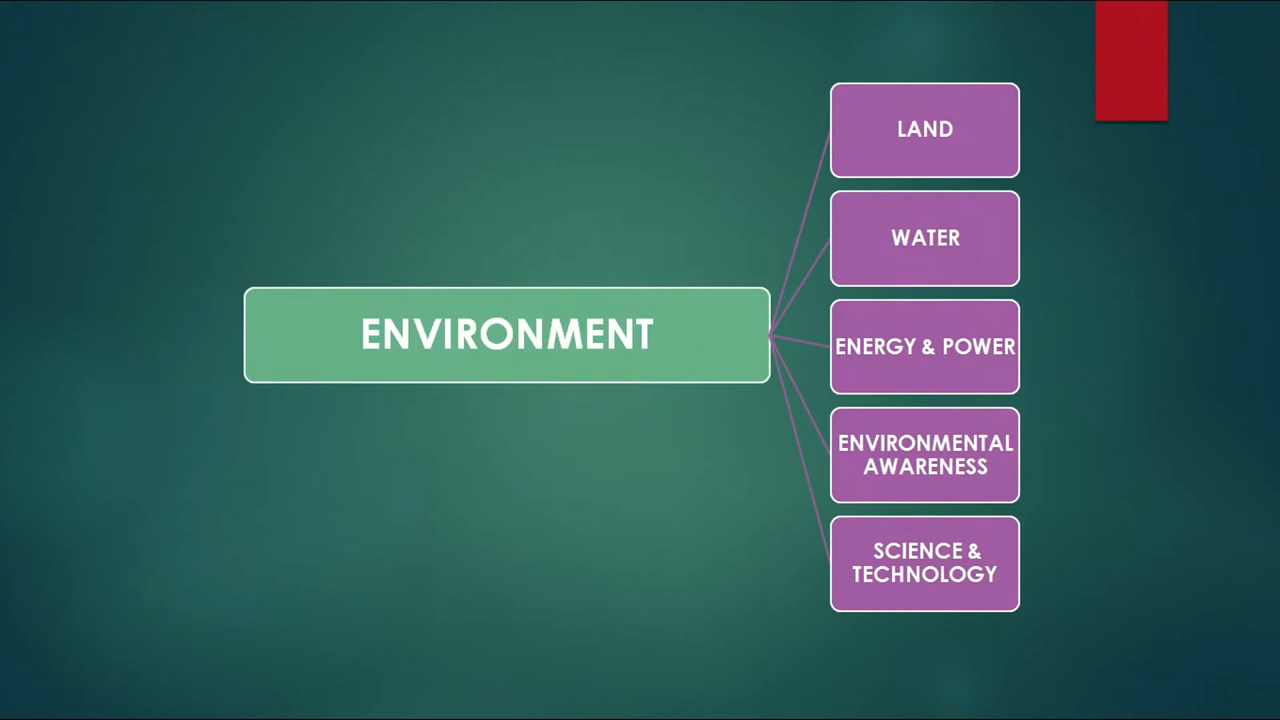 ENVIRONMENT
LAND
WATER
ENERGY & POWER
ENVIRONMENTAL
AWARENESS
SCIENCE &
TECHNOLOGY